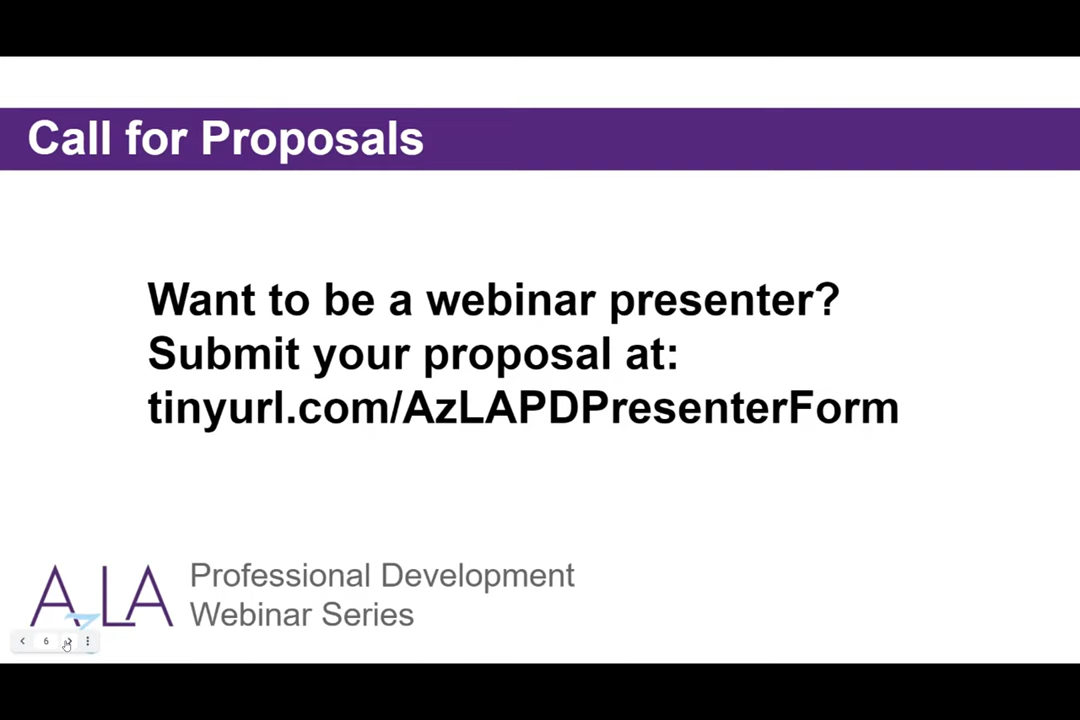 Call for Proposals
Want to be a webinar presenter?
Submit your proposal at:
tinyurl.com/AzLAPDPresenterForm
AzLA
Professional Development
Webinar Series
6